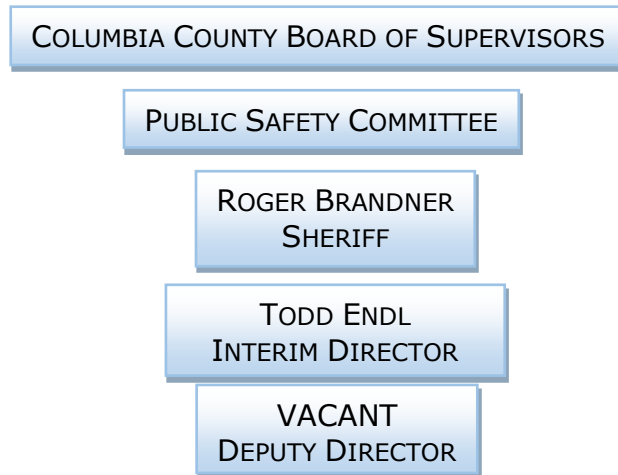 COLUMBIA COUNTY BOARD OF SUPERVISORS
PUBLIC SAFETY COMMITTEE
ROGER BRANDNER
SHERIFF
TODD ENDL
INTERIM DIRECTOR
VACANT
DEPUTY DIRECTOR